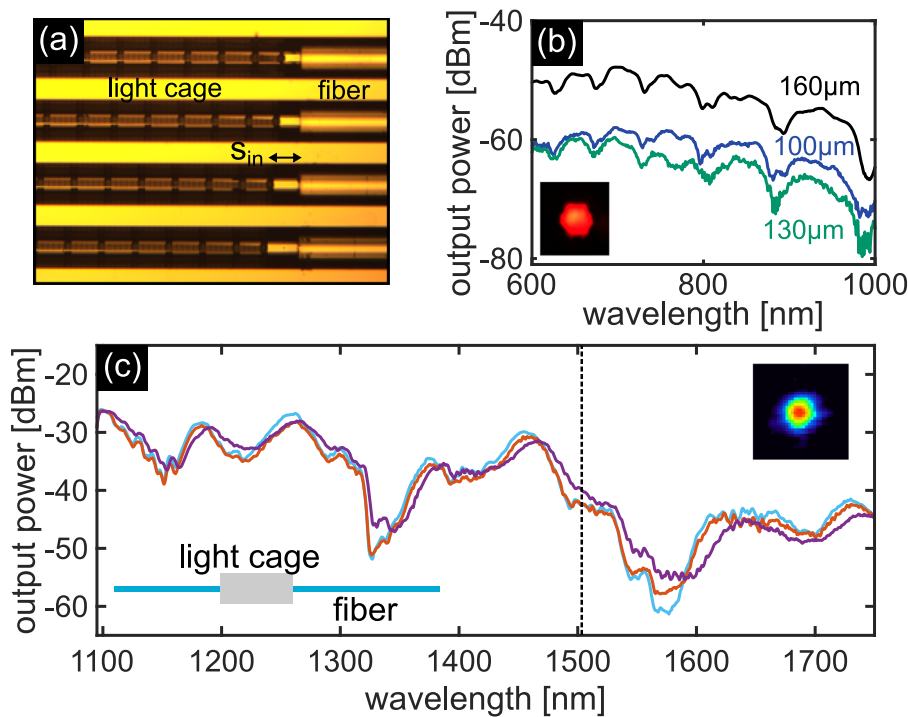 (a)
light cage
fiber
Sin
(b)
output power [dBm]
-40
-60
-80
160µm
100µm
130µm
600
800
1000
wavelength [nm]
(c)
output power [dBm]
-20
-30
-40
-50
-60
light cage
fiber
1100
1200
1300
1400
1500
1600
1700
wavelength [nm]